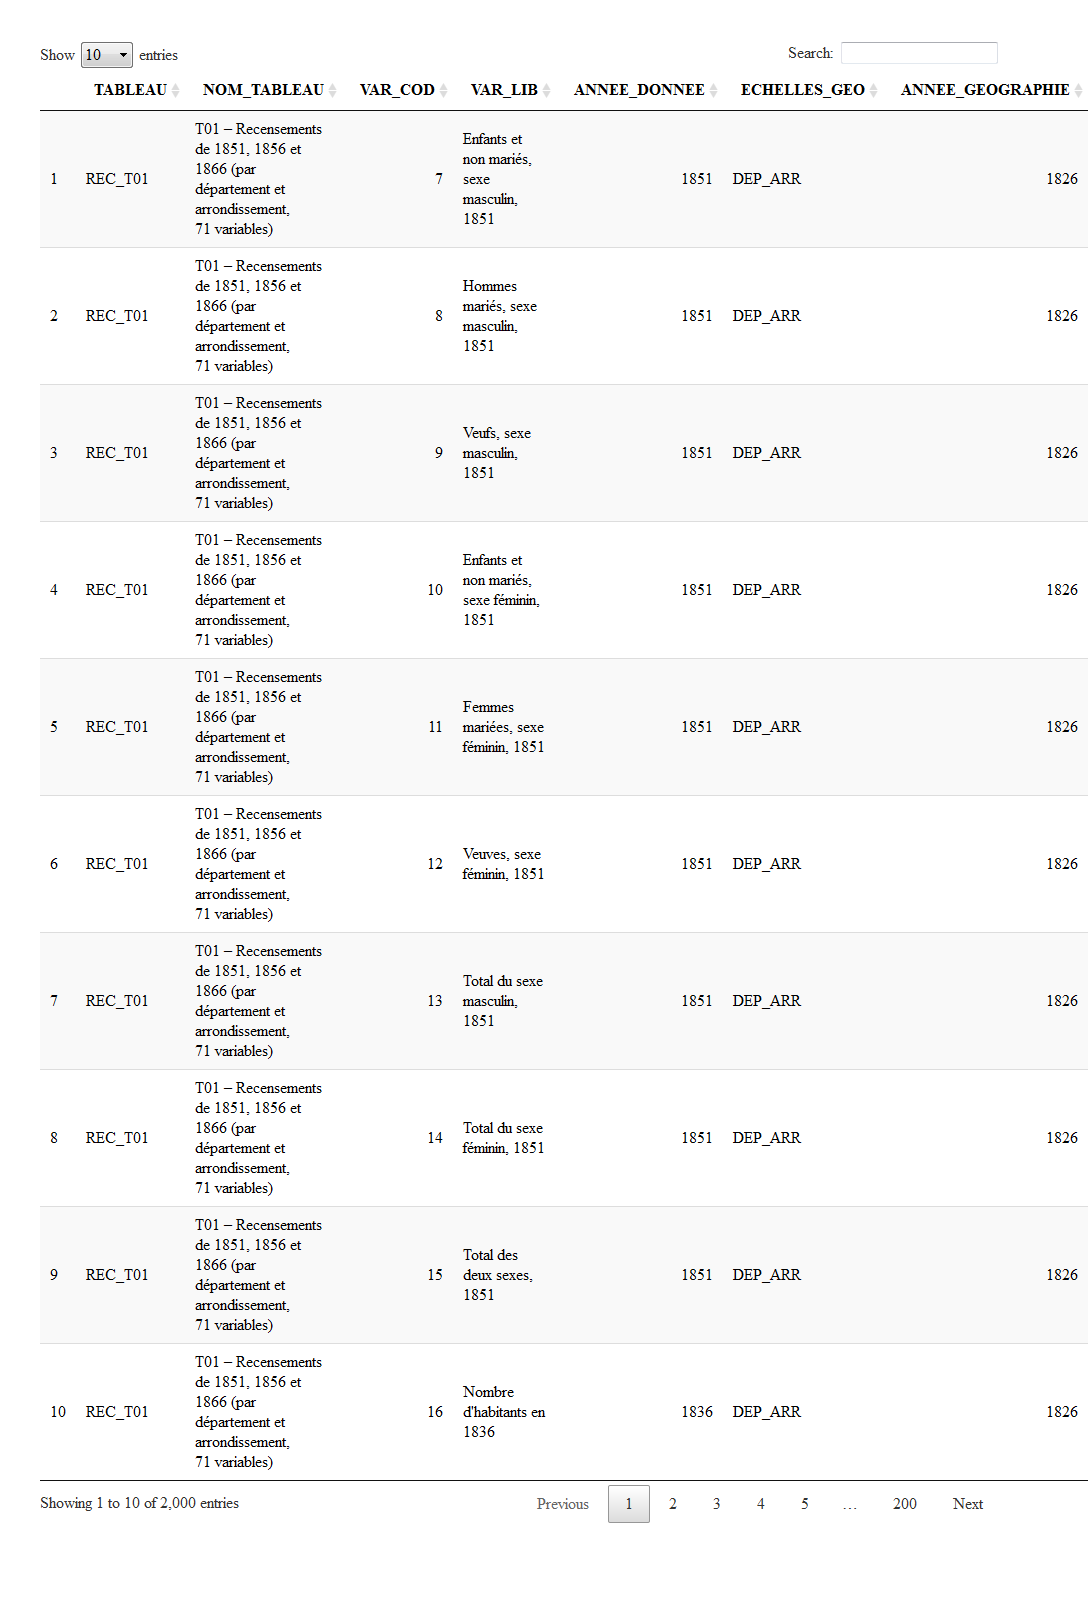 Show 10 entries
Search:
TABLEAU NOM_TABLEAU VAR_COD VAR_LIB ANNEE_DONNEE ECHELLES_GEO ANNEE_GEOGRAPHIE
1 REC_T01 T01 – Recensements de 1851, 1856 et 1866 (par département et arrondissement, 71 variables) 7 Enfants et non mariés, sexe masculin, 1851 1851 DEP_ARR 1826
2 REC_T01 T01 – Recensements de 1851, 1856 et 1866 (par département et arrondissement, 71 variables) 8 Hommes mariés, sexe masculin, 1851 1851 DEP_ARR 1826
3 REC_T01 T01 – Recensements de 1851, 1856 et 1866 (par département et arrondissement, 71 variables) 9 Veufs, sexe masculin, 1851 1851 DEP_ARR 1826
4 REC_T01 T01 – Recensements de 1851, 1856 et 1866 (par département et arrondissement, 71 variables) 10 Enfants et non mariés, sexe féminin, 1851 1851 DEP_ARR 1826
5 REC_T01 T01 – Recensements de 1851, 1856 et 1866 (par département et arrondissement, 71 variables) 11 Femmes mariées, sexe féminin, 1851 1851 DEP_ARR 1826
6 REC_T01 T01 – Recensements de 1851, 1856 et 1866 (par département et arrondissement, 71 variables) 12 Veuves, sexe féminin, 1851 1851 DEP_ARR 1826
7 REC_T01 T01 – Recensements de 1851, 1856 et 1866 (par département et arrondissement, 71 variables) 13 Total du sexe masculin, 1851 1851 DEP_ARR 1826
8 REC_T01 T01 – Recensements de 1851, 1856 et 1866 (par département et arrondissement, 71 variables) 14 Total du sexe féminin, 1851 1851 DEP_ARR 1826
9 REC_T01 T01 – Recensements de 1851, 1856 et 1866 (par département et arrondissement, 71 variables) 15 Total des deux sexes, 1851 1851 DEP_ARR 1826
10 REC_T01 T01 – Recensements de 1851, 1856 et 1866 (par département et arrondissement, 71 variables) 16 Nombre d'habitants en 1836 1836 DEP_ARR 1826
Showing 1 to 10 of 2,000 entries
Previous 1 2 3 4 5 … 200 Next